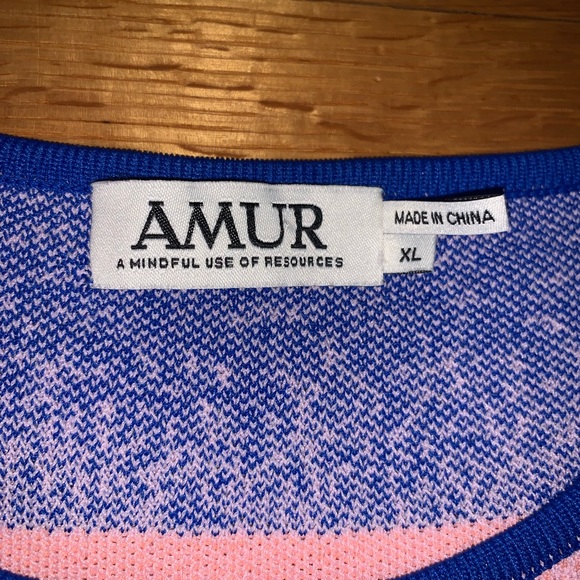 AMUR
A MINDFUL USE OF RESOURCES
MADE IN CHINA
XL